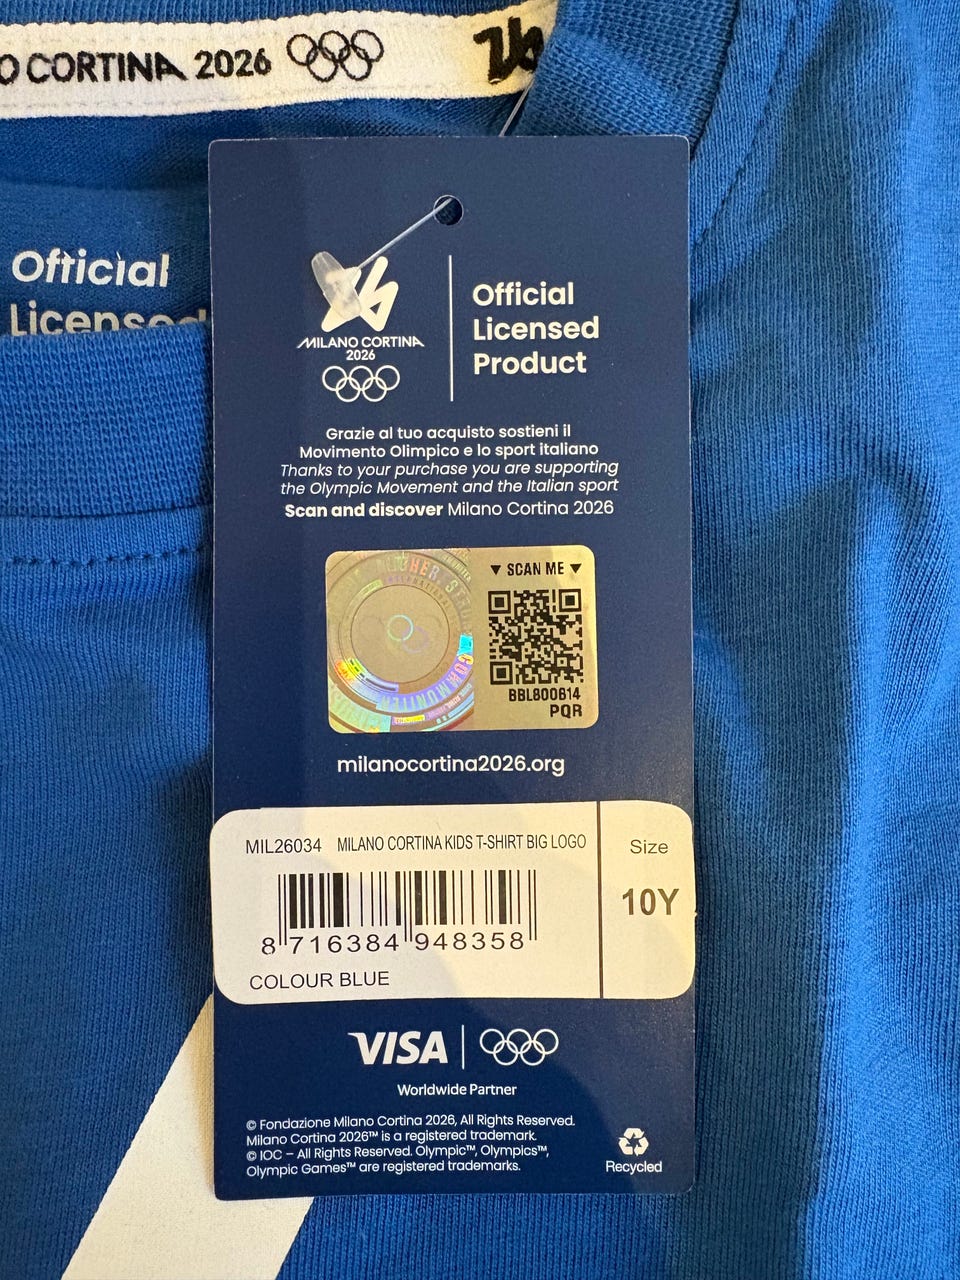 O CORTINA 2026
26
Official
Licensed
MILANO CORTINA
2026
Official
Licensed
Product
Grazie al tuo acquisto sostieni il
Movimento Olimpico e lo sport italiano
Thanks to your purchase you are supporting
the Olympic Movement and the Italian sport
Scan and discover Milano Cortina 2026
▼ SCAN ME ▼
BBL800614
PQR
milanocortina2026.org
MIL26034 MILANO CORTINA KIDS T-SHIRT BIG LOGO
Size
10Y
8 716384 948358
COLOUR BLUE
VISA
Worldwide Partner
© Fondazione Milano Cortina 2026, All Rights Reserved.
Milano Cortina 2026™ is a registered trademark.
© IOC – All Rights Reserved. Olympic™, Olympics™,
Olympic Games™ are registered trademarks.
Recycled